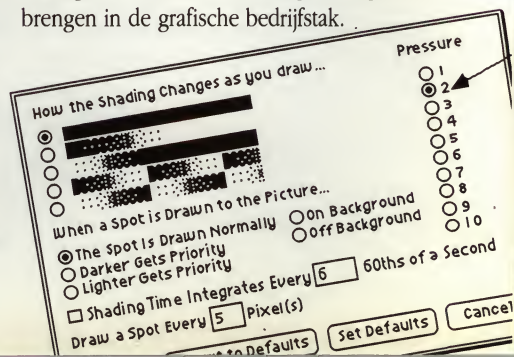 brengen in de grafische bedrijfstak.
How the Shading Changes as you draw...
Pressure
1
2
3
4
5
6
7
8
9
10
When a Spot is Drawn to the Picture...
The Spot Is Drawn Normally
Darker Gets Priority
Lighter Gets Priority
On Background
Off Background
Shading Time Integrates Every 6 60ths of a Second
Draw a Spot Every 5 Pixel(s)
to Defaults
Set Defaults
Cancel